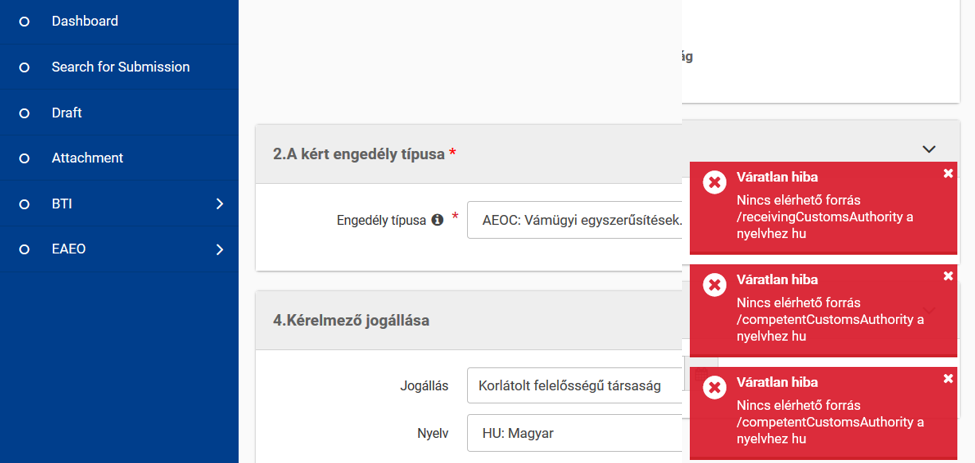 Dashboard
Search for Submission
Draft
Attachment
BTI
EAEO
ág
2.A kért engedély típusa *
Engedély típusa *
AEOC: Vámügyi egyszerűsítések.
4.Kérelmező jogállása
Jogállás
Korlátolt felelősségű társaság
Nyelv
HU: Magyar
Váratlan hiba
Nincs elérhető forrás
/receivingCustomsAuthority a
nyelvhez hu
Váratlan hiba
Nincs elérhető forrás
/competentCustomsAuthority a
nyelvhez hu
Váratlan hiba
Nincs elérhető forrás
/competentCustomsAuthority a
nyelvhez hu